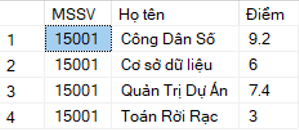 MSSV Họ tên Điểm
1 15001 Công Dân Số 9.2
2 15001 Cơ sở dữ liệu 6
3 15001 Quản Trị Dự Án 7.4
4 15001 Toán Rời Rạc 3